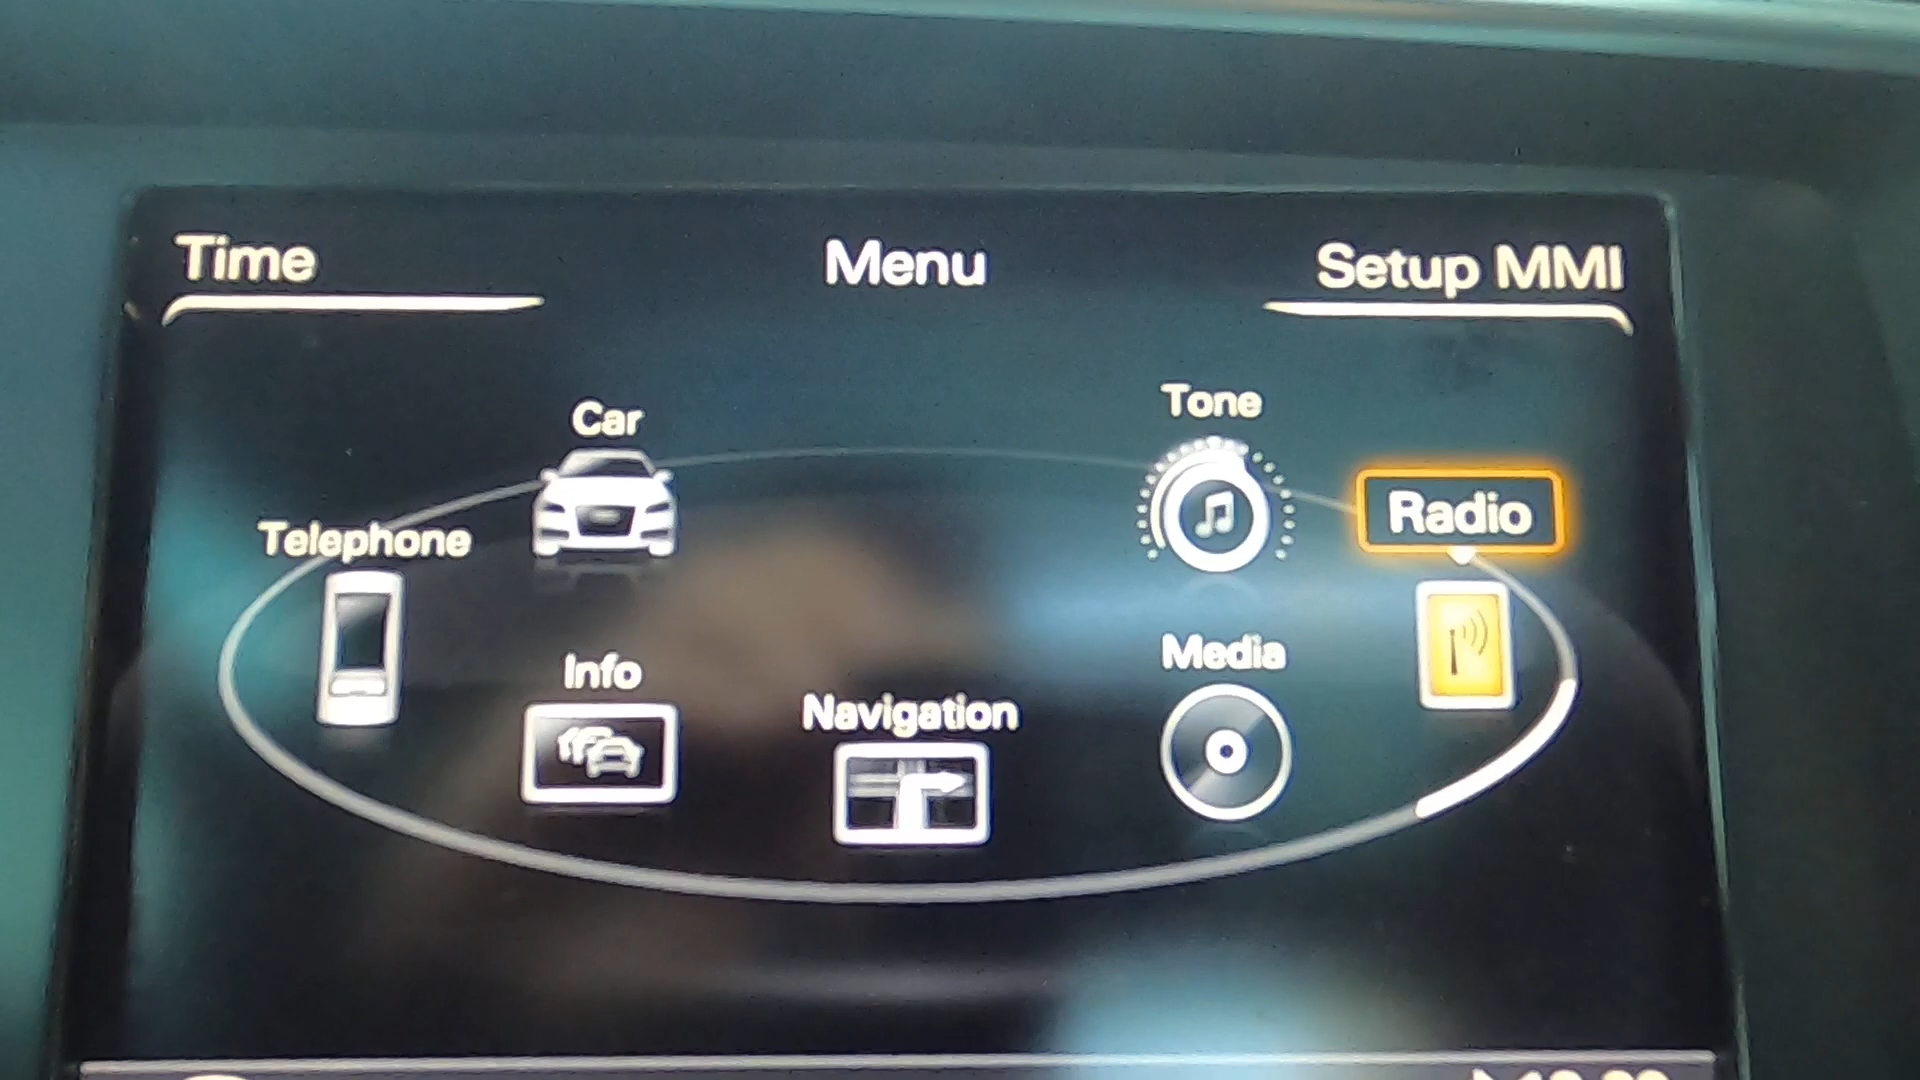 Time
Menu
Setup MMI
Car
Tone
Radio
Telephone
Info
Media
Navigation